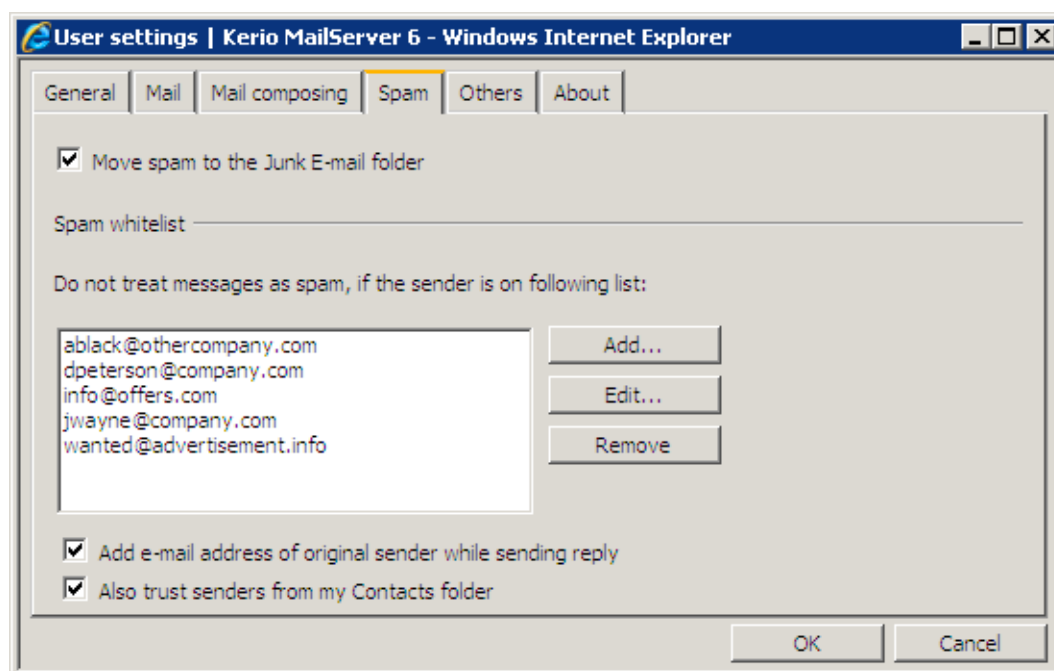 User settings | Kerio MailServer 6 - Windows Internet Explorer
General Mail Mail composing Spam Others About
Move spam to the Junk E-mail folder
Spam whitelist
Do not treat messages as spam, if the sender is on following list:
ablack@othercompany.com
dpeterson@company.com
info@offers.com
jwayne@company.com
wanted@advertisement.info
Add...
Edit...
Remove
Add e-mail address of original sender while sending reply
Also trust senders from my Contacts folder
OK Cancel